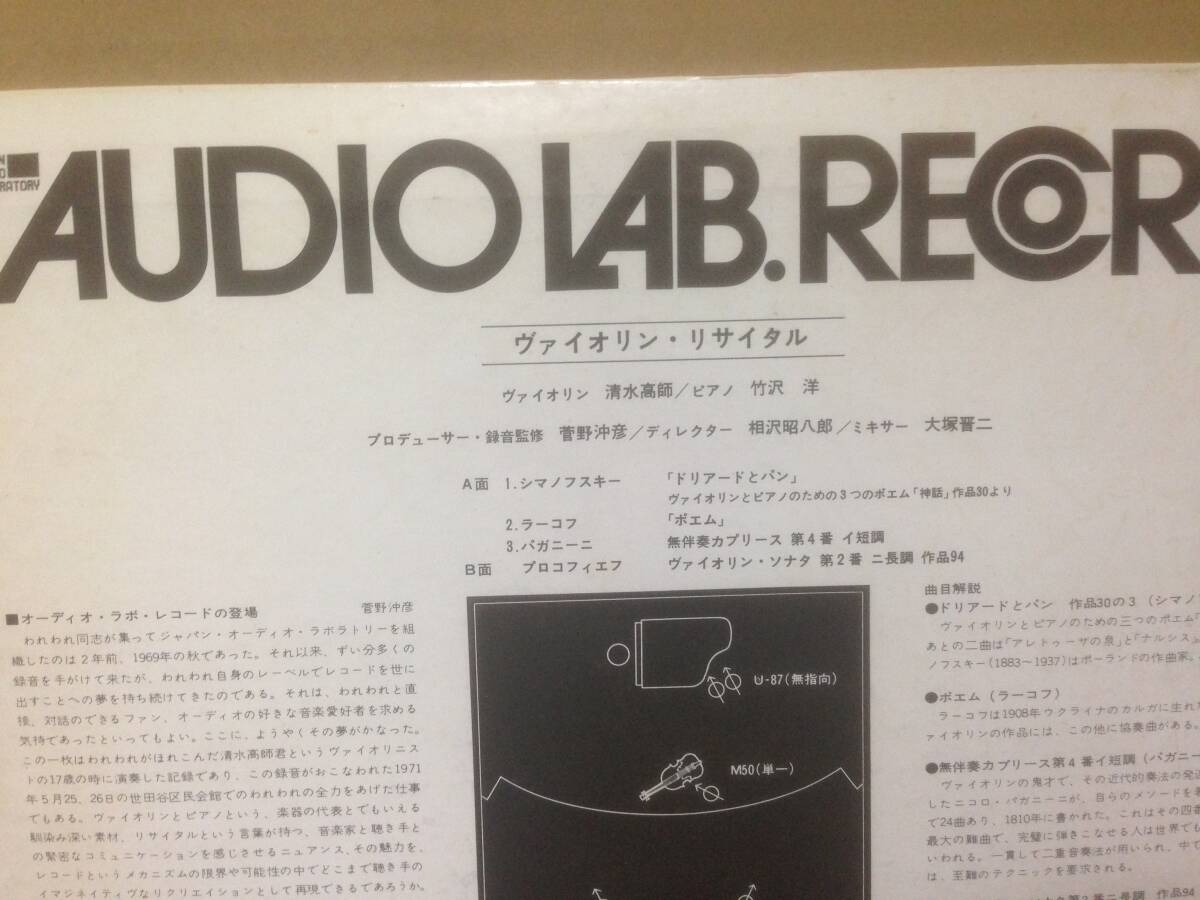 RATORY
AUDIO LAB. RECOR
ヴァイオリン・リサイタル
ヴァイオリン 清水高師／ピアノ 竹沢 洋
プロデューサー・録音監修 菅野沖彦／ディレクター 相沢昭八郎／ミキサー 大塚晋二
A面 1.シマノフスキー 「ドリアードとパン」
ヴァイオリンとピアノのための3つのポエム「神話」作品30より
2.ラーコフ 「ポエム」
3.パガニーニ 無伴奏カプリース 第4番 イ短調
B面 プロコフィエフ ヴァイオリン・ソナタ 第2番 ニ長調 作品94
■オーディオ・ラボ・レコードの登場 菅野沖彦
われわれ同志が集ってジャパン・オーディオ・ラボラトリーを組
織したのは2年前、1969年の秋であった。それ以来、ずい分多くの
録音を手がけて来たが、われわれ自身のレーベルでレコードを世に
出すことへの夢を持ち続けてきたのである。それは、われわれと直
接、対話のできるファン、オーディオの好きな音楽愛好者を求める
気持であったといってもよい。ここに、ようやくその夢がかなった。
この一枚はわれわれがほれこんだ清水高師君というヴァイオリニス
トの17歳の時に演奏した記録であり、この録音がおこなわれた1971
年5月25、26日の世田谷区民会館でのわれわれの全力をあげた仕事
でもある。ヴァイオリンとピアノという、楽器の代表とでもいえる
馴染み深い素材、リサイタルという言葉が持つ、音楽家と聴き手と
の緊密なコミュニケーションを感じさせるニュアンス、その魅力を、
レコードというメカニズムの限界や可能性の中でどこまで聴き手の
イマジネイティヴなリクリエイションとして再現できるであろうか。
U-87(無指向)
M50(単一)
曲目解説
●ドリアードとパン 作品30の3 (シマノ
ヴァイオリンとピアノのための三つのポエム「
あとの二曲は「アレトゥーザの泉」と「ナルシス
ノフスキー(1883〜1937)はポーランドの作曲家。
●ポエム (ラーコフ)
ラーコフは1908年ウクライナのカルガに生れ
ァイオリンの作品には、この他に協奏曲がある。
●無伴奏カプリース第4番イ短調 (パガニー
ヴァイオリンの鬼才で、その近代的奏法の発
したニコロ・パガニーニが、自らのメソードを
で24曲あり、1810年に書かれた。これはその四番
最大の難曲で、完璧に弾きこなせる人は世界でも
いわれる。一貫して二重音奏法が用いられ、中で
は、至難のテクニックを要求される。
第2番ニ長調 作品94